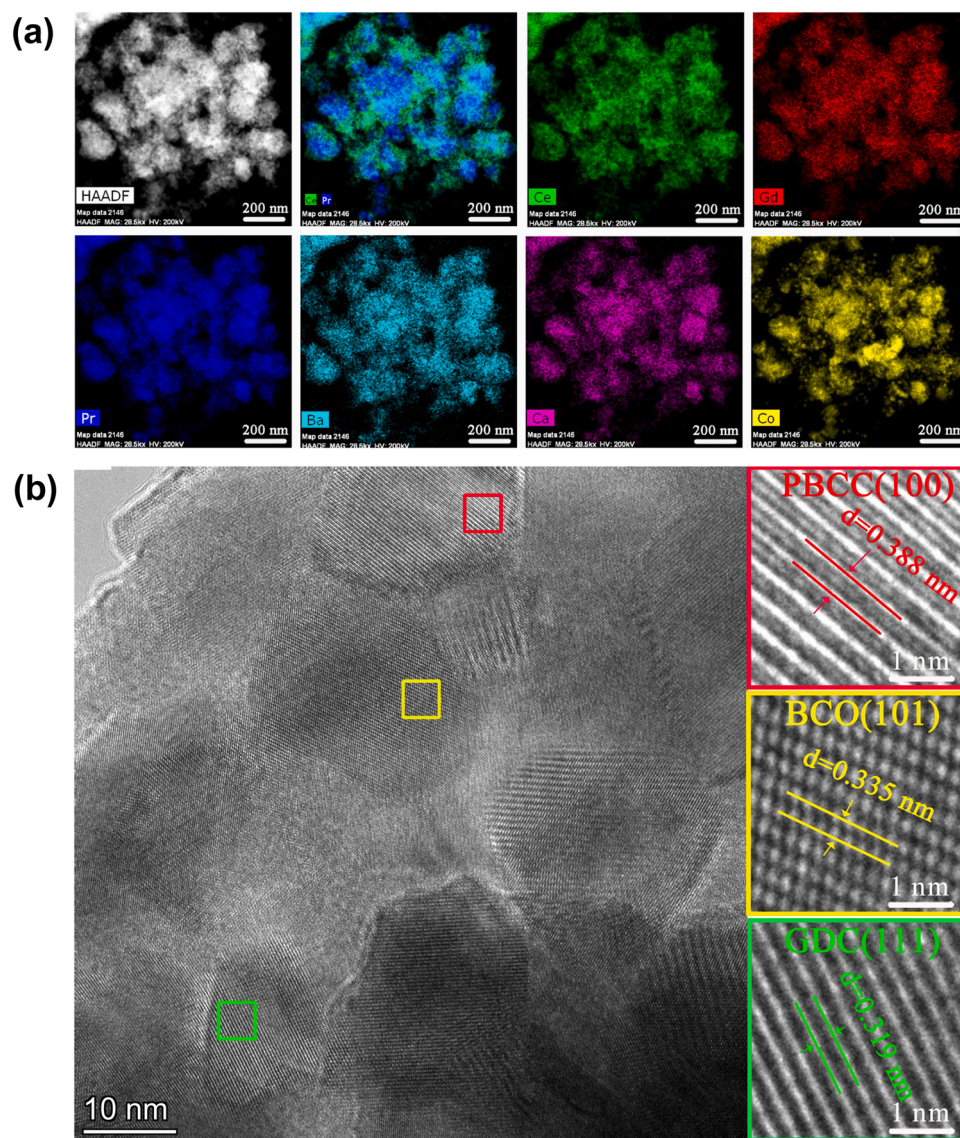 (a)
HAADF
Map data 2146
HAADF MAG: 28.5kx HV: 200kV
200 nm
Ce Pr
Map data 2146
HAADF MAG: 28.5kx HV: 200kV
200 nm
Ce
Map data 2146
HAADF MAG: 28.5kx HV: 200kV
200 nm
Gd
Map data 2146
HAADF MAG: 28.5kx HV: 200kV
200 nm
Pr
Map data 2146
HAADF MAG: 28.5kx HV: 200kV
200 nm
Ba
Map data 2146
HAADF MAG: 28.5kx HV: 200kV
200 nm
Ca
Map data 2146
HAADF MAG: 28.5kx HV: 200kV
200 nm
Co
Map data 2146
HAADF MAG: 28.5kx HV: 200kV
200 nm
(b)
10 nm
PBCC(100)
d=0.388 nm
1 nm
BCO(101)
d=0.335 nm
1 nm
GDC(111)
d=0.319 nm
1 nm